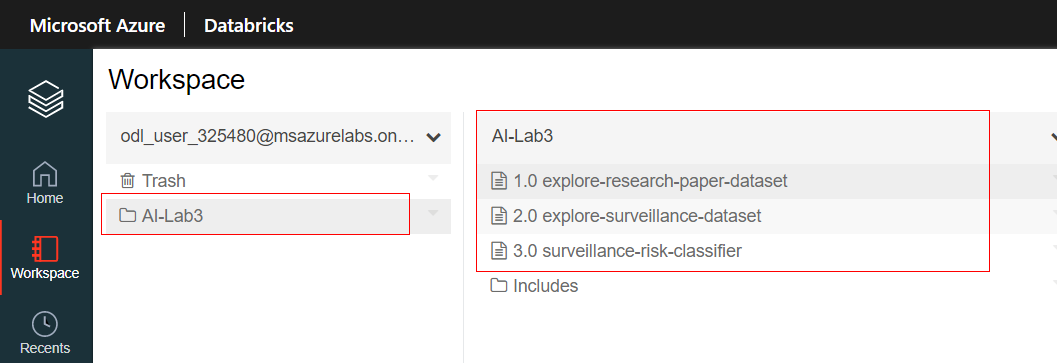 Microsoft Azure Databricks
Workspace
odl_user_325480@msazurelabs.on...
Trash
AI-Lab3
AI-Lab3
1.0 explore-research-paper-dataset
2.0 explore-surveillance-dataset
3.0 surveillance-risk-classifier
Includes
Home
Workspace
Recents